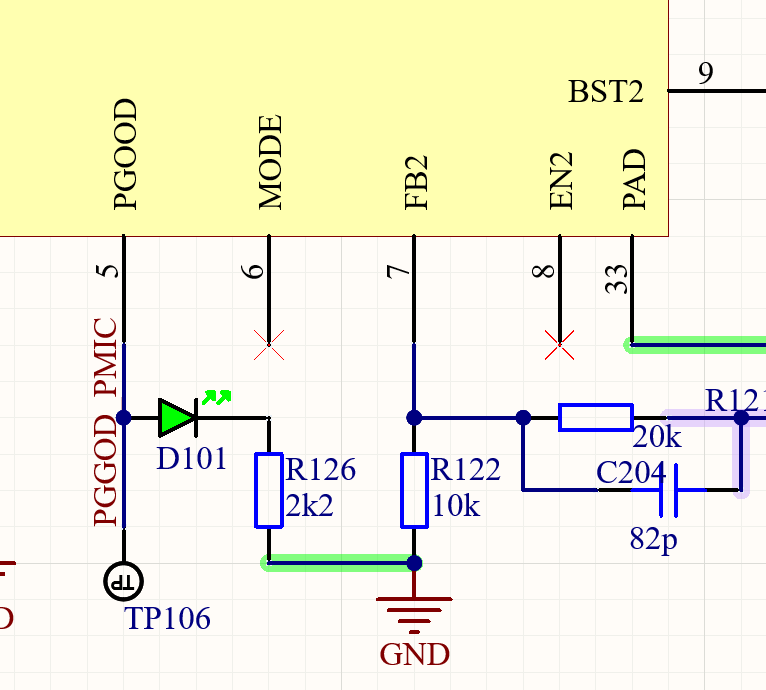 9
BST2
PGOOD
MODE
FB2
EN2
PAD
5
6
7
8
33
PGGOD_PMIC
D101
R126
2k2
R122
10k
20k
C204
82p
TP
TP106
GND